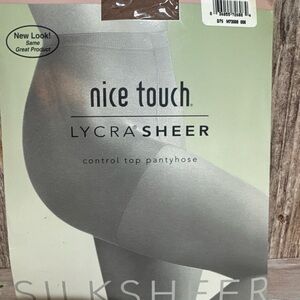 New Look!
Same
Great Product
nice touch®
LYCRA SHEER
control top pantyhose
SILKSHEER